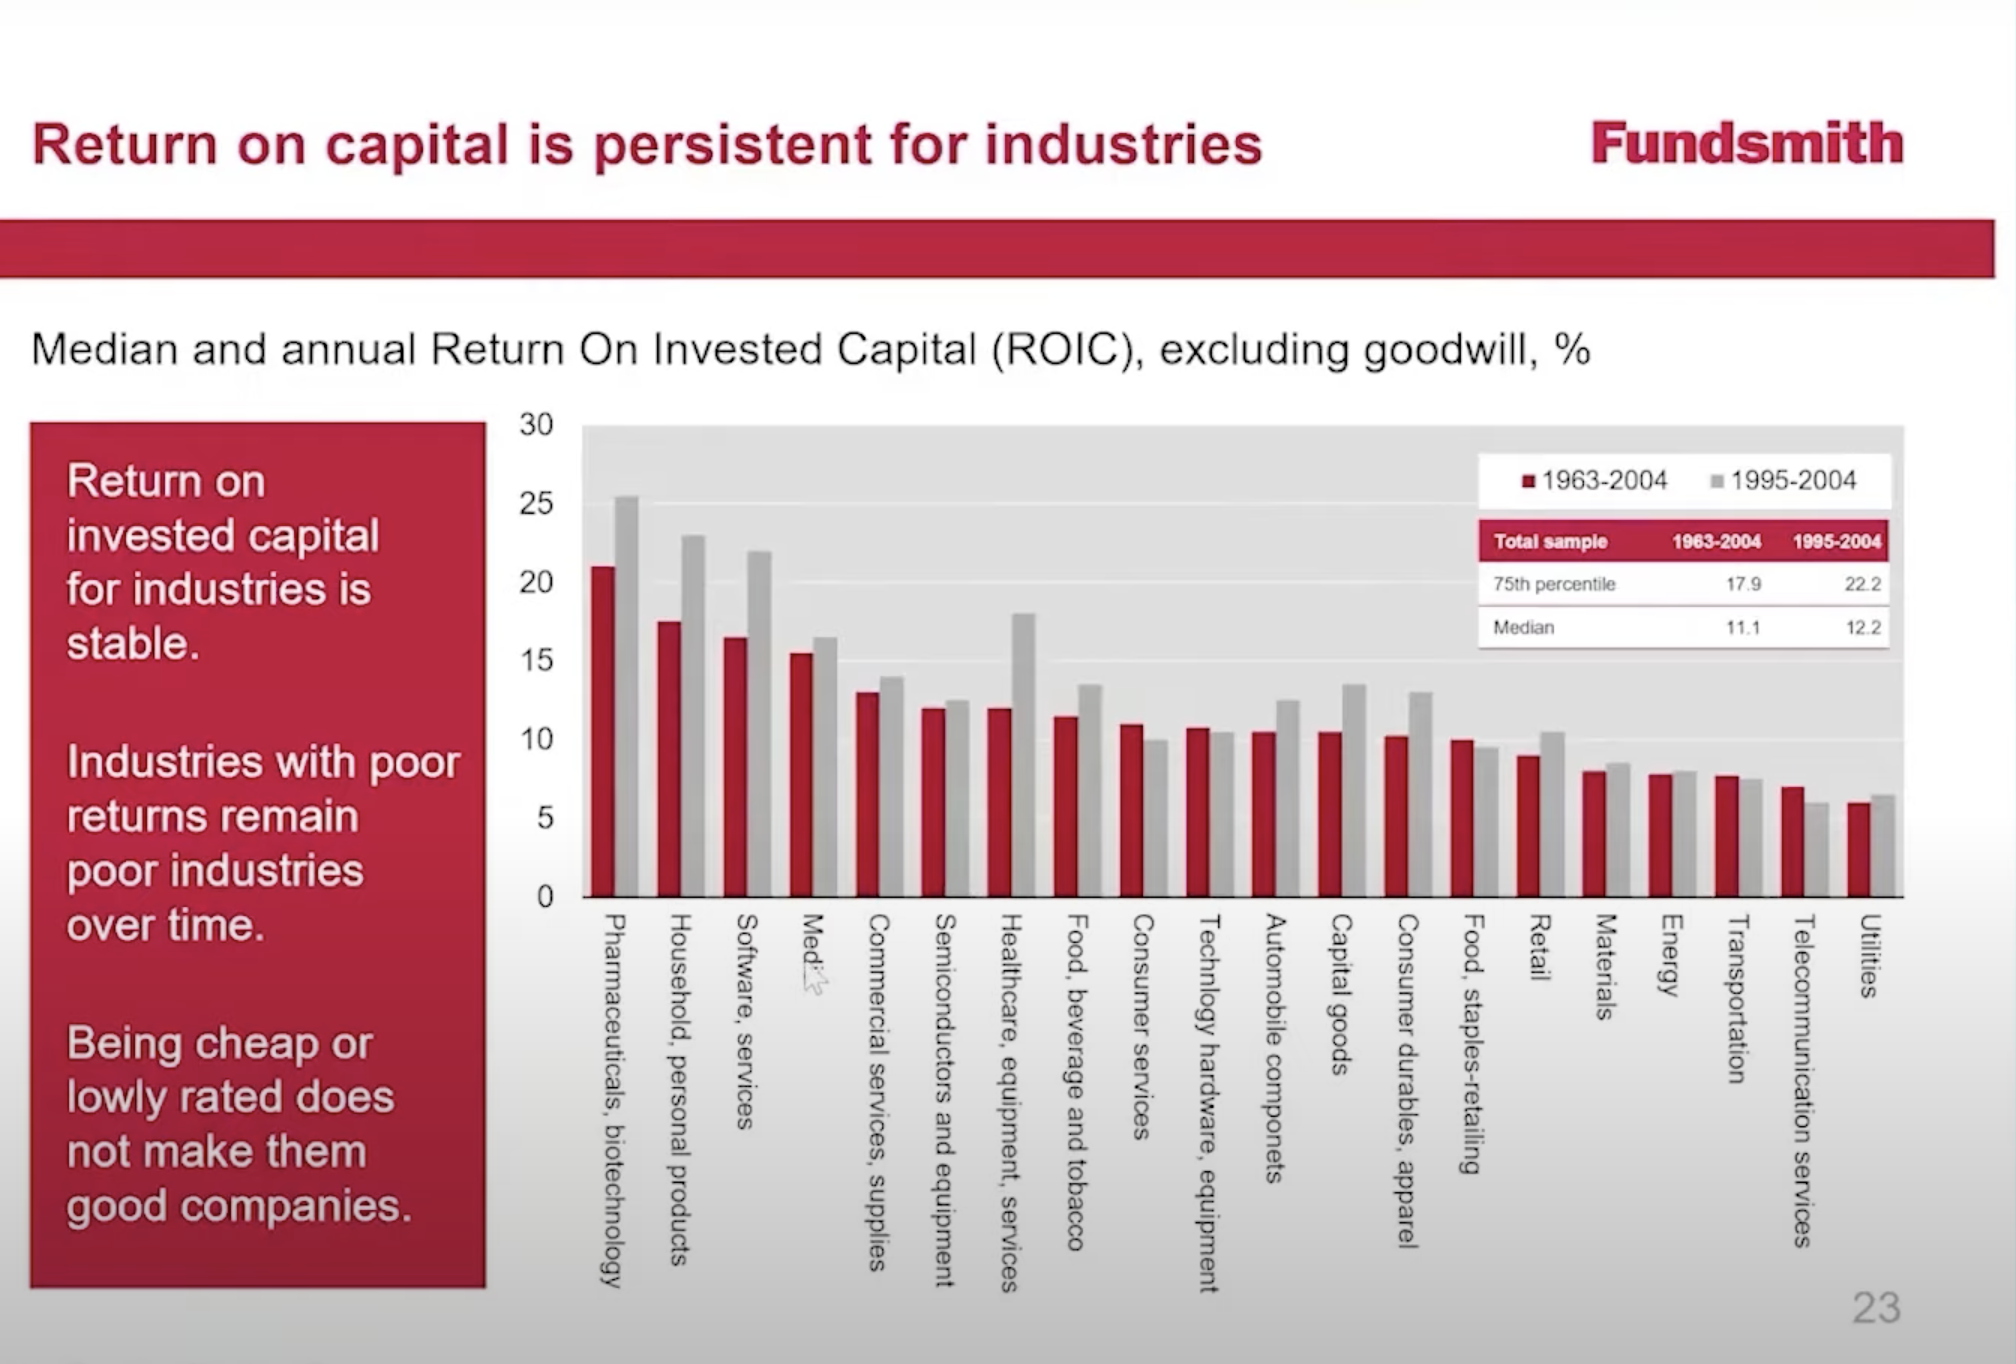 Return on capital is persistent for industries
Fundsmith
Median and annual Return On Invested Capital (ROIC), excluding goodwill, %
Return on
invested capital
for industries is
stable.
Industries with poor
returns remain
poor industries
over time.
Being cheap or
lowly rated does
not make them
good companies.
30
25
20
15
10
5
0
1963-2004 1995-2004
Total sample 1963-2004 1995-2004
75th percentile 17.9 22.2
Median 11.1 12.2
Pharmaceuticals, biotechnology
Household, personal products
Software, services
Commercial services, supplies
Semiconductors and equipment
Healthcare, equipment, services
Food, beverage and tobacco
Consumer services
Technlogy hardware, equipment
Automobile componets
Capital goods
Consumer durables, apparel
Food, staples-retailing
Retail
Materials
Energy
Transportation
Telecommunication services
Utilities
23